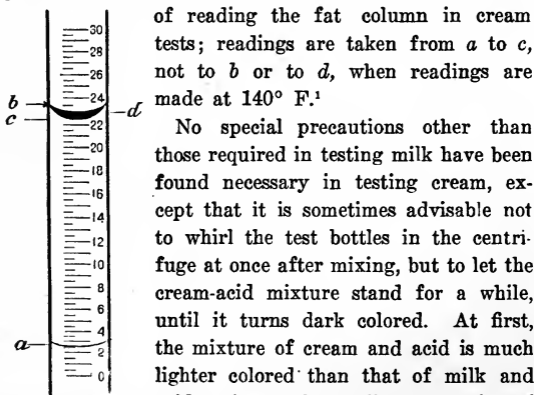 of reading the fat column in cream
tests; readings are taken from a to c,
not to b or to d, when readings are
made at 140° F.¹
No special precautions other than
those required in testing milk have been
found necessary in testing cream, ex-
cept that it is sometimes advisable not
to whirl the test bottles in the centri-
fuge at once after mixing, but to let the
cream-acid mixture stand for a while,
until it turns dark colored. At first,
the mixture of cream and acid is much
lighter colored than that of milk and
30
28
26
24
22
20
18
16
14
12
10
8
6
4
2
0
b
c
d
a